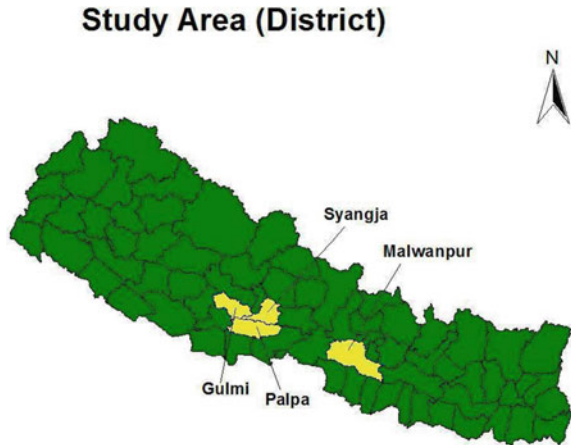 Study Area (District)
N
Syangja
Malwanpur
Gulmi
Palpa